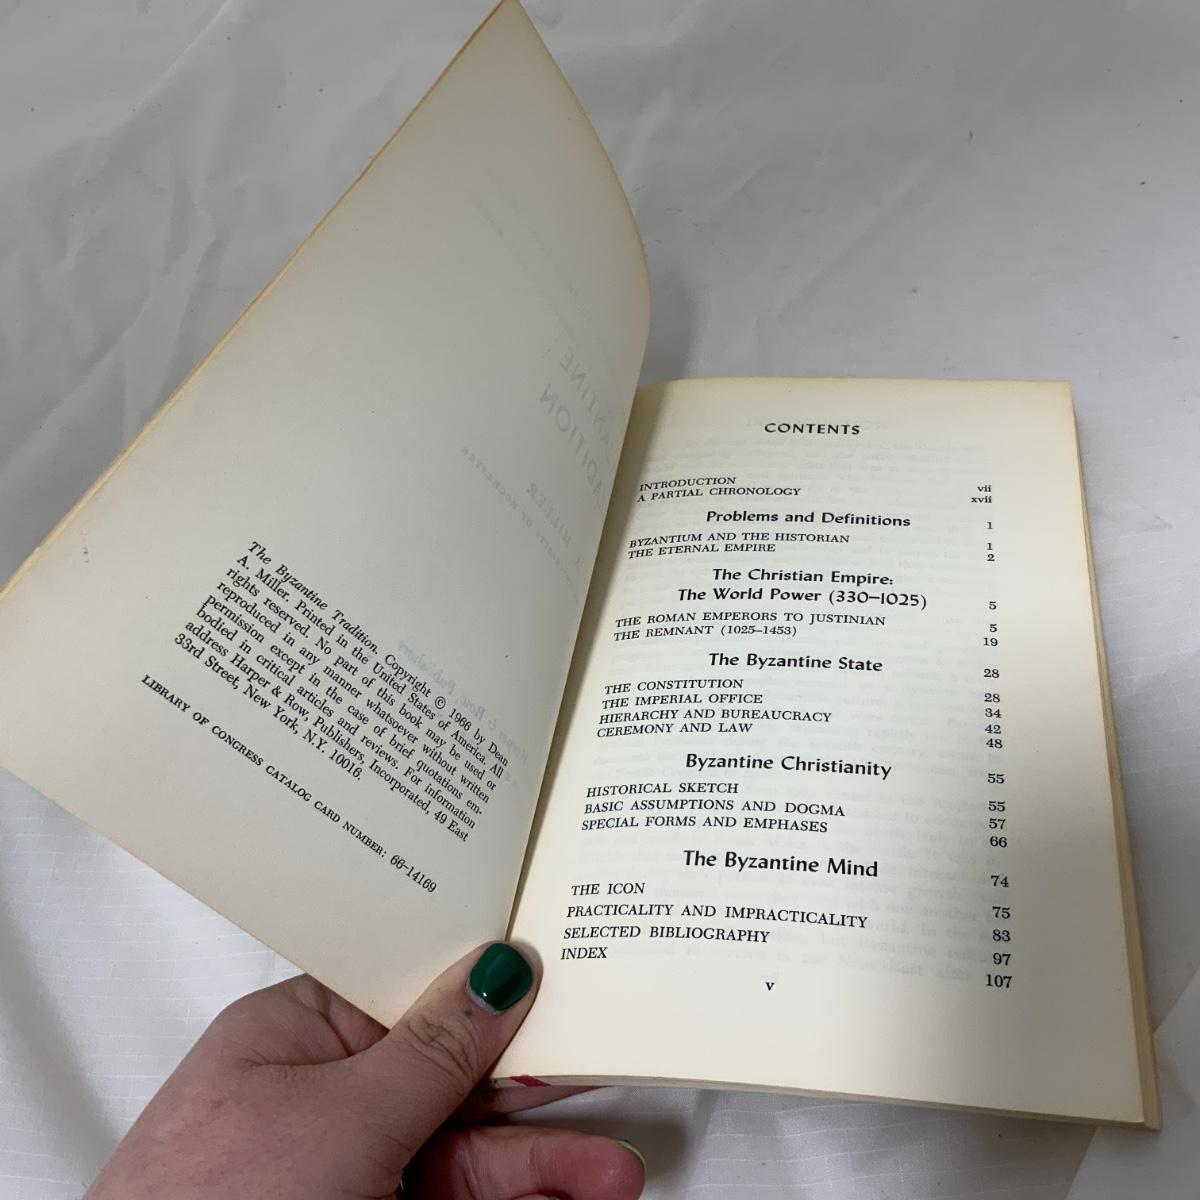 The Byzantine Tradition. Copyright © 1966 by Dean
A. Miller. Printed in the United States of America. All
rights reserved. No part of this book may be used or
reproduced in any manner whatsoever without written
permission except in the case of brief quotations em-
bodied in critical articles and reviews. For information
address Harper & Row, Publishers, Incorporated, 49 East
33rd Street, New York, N.Y. 10016.
LIBRARY OF CONGRESS CATALOG CARD NUMBER: 66-14169
CONTENTS
INTRODUCTION vii
A PARTIAL CHRONOLOGY xvii
Problems and Definitions 1
BYZANTIUM AND THE HISTORIAN 1
THE ETERNAL EMPIRE 2
The Christian Empire:
The World Power (330–1025) 5
THE ROMAN EMPERORS TO JUSTINIAN 5
THE REMNANT (1025–1453) 19
The Byzantine State 28
THE CONSTITUTION 28
THE IMPERIAL OFFICE 34
HIERARCHY AND BUREAUCRACY 42
CEREMONY AND LAW 48
Byzantine Christianity 55
HISTORICAL SKETCH 55
BASIC ASSUMPTIONS AND DOGMA 57
SPECIAL FORMS AND EMPHASES 66
The Byzantine Mind 74
THE ICON 75
PRACTICALITY AND IMPRACTICALITY 83
SELECTED BIBLIOGRAPHY 97
INDEX 107
v